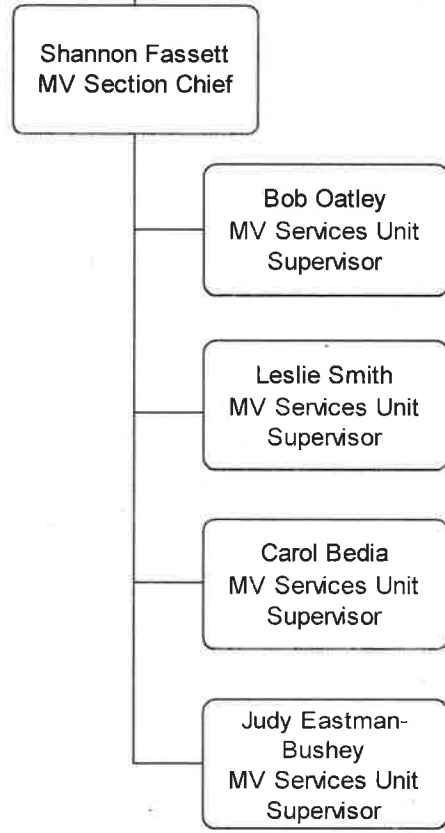 Shannon Fassett
MV Section Chief
Bob Oatley
MV Services Unit
Supervisor
Leslie Smith
MV Services Unit
Supervisor
Carol Bedia
MV Services Unit
Supervisor
Judy Eastman-
Bushey
MV Services Unit
Supervisor